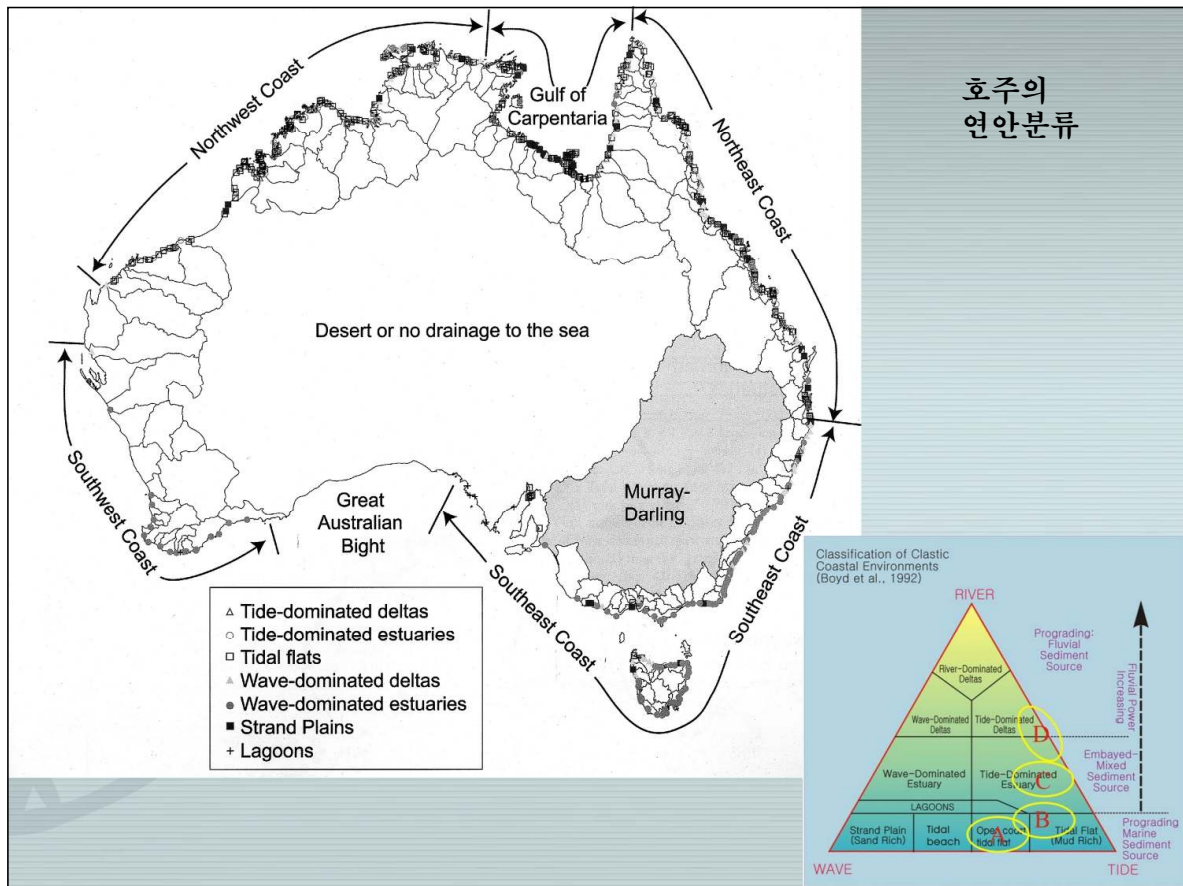 호주의
연안분류
Northwest Coast
Gulf of
Carpentaria
Northeast Coast
Desert or no drainage to the sea
Murray-
Darling
Southwest Coast
Great
Australian
Bight
Southeast Coast
Southeast Coast
Tide-dominated deltas
Tide-dominated estuaries
Tidal flats
Wave-dominated deltas
Wave-dominated estuaries
Strand Plains
Lagoons
Classification of Clastic
Coastal Environments
(Boyd et al., 1992)
RIVER
Prograding:
Fluvial
Sediment
Source
River-Dominated
Deltas
Fluvial Power
Increasing
Wave-Dominated
Deltas
Tide-Dominated
Deltas
D
Embayed-
Mixed
Sediment
Source
Wave-Dominated
Estuary
Tide-Dominated
Estuary
C
LAGOONS
B
Strand Plain
(Sand Rich)
Tidal
beach
Open coast
tidal flat
A
Tidal Flat
(Mud Rich)
Prograding
Marine
Sediment
Source
WAVE
TIDE